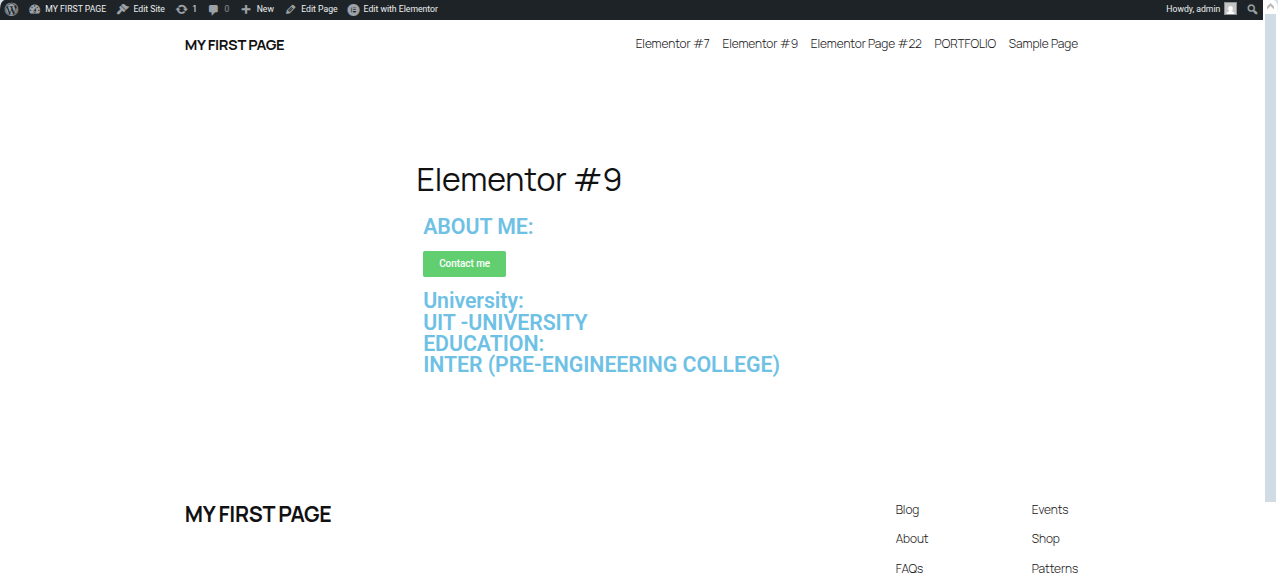 MY FIRST PAGE Edit Site 1 0 New Edit Page Edit with Elementor Howdy, admin
MY FIRST PAGE Elementor #7 Elementor #9 Elementor Page #22 PORTFOLIO Sample Page
Elementor #9
ABOUT ME:
Contact me
University:
UIT -UNIVERSITY
EDUCATION:
INTER (PRE-ENGINEERING COLLEGE)
MY FIRST PAGE
Blog Events
About Shop
FAQs Patterns